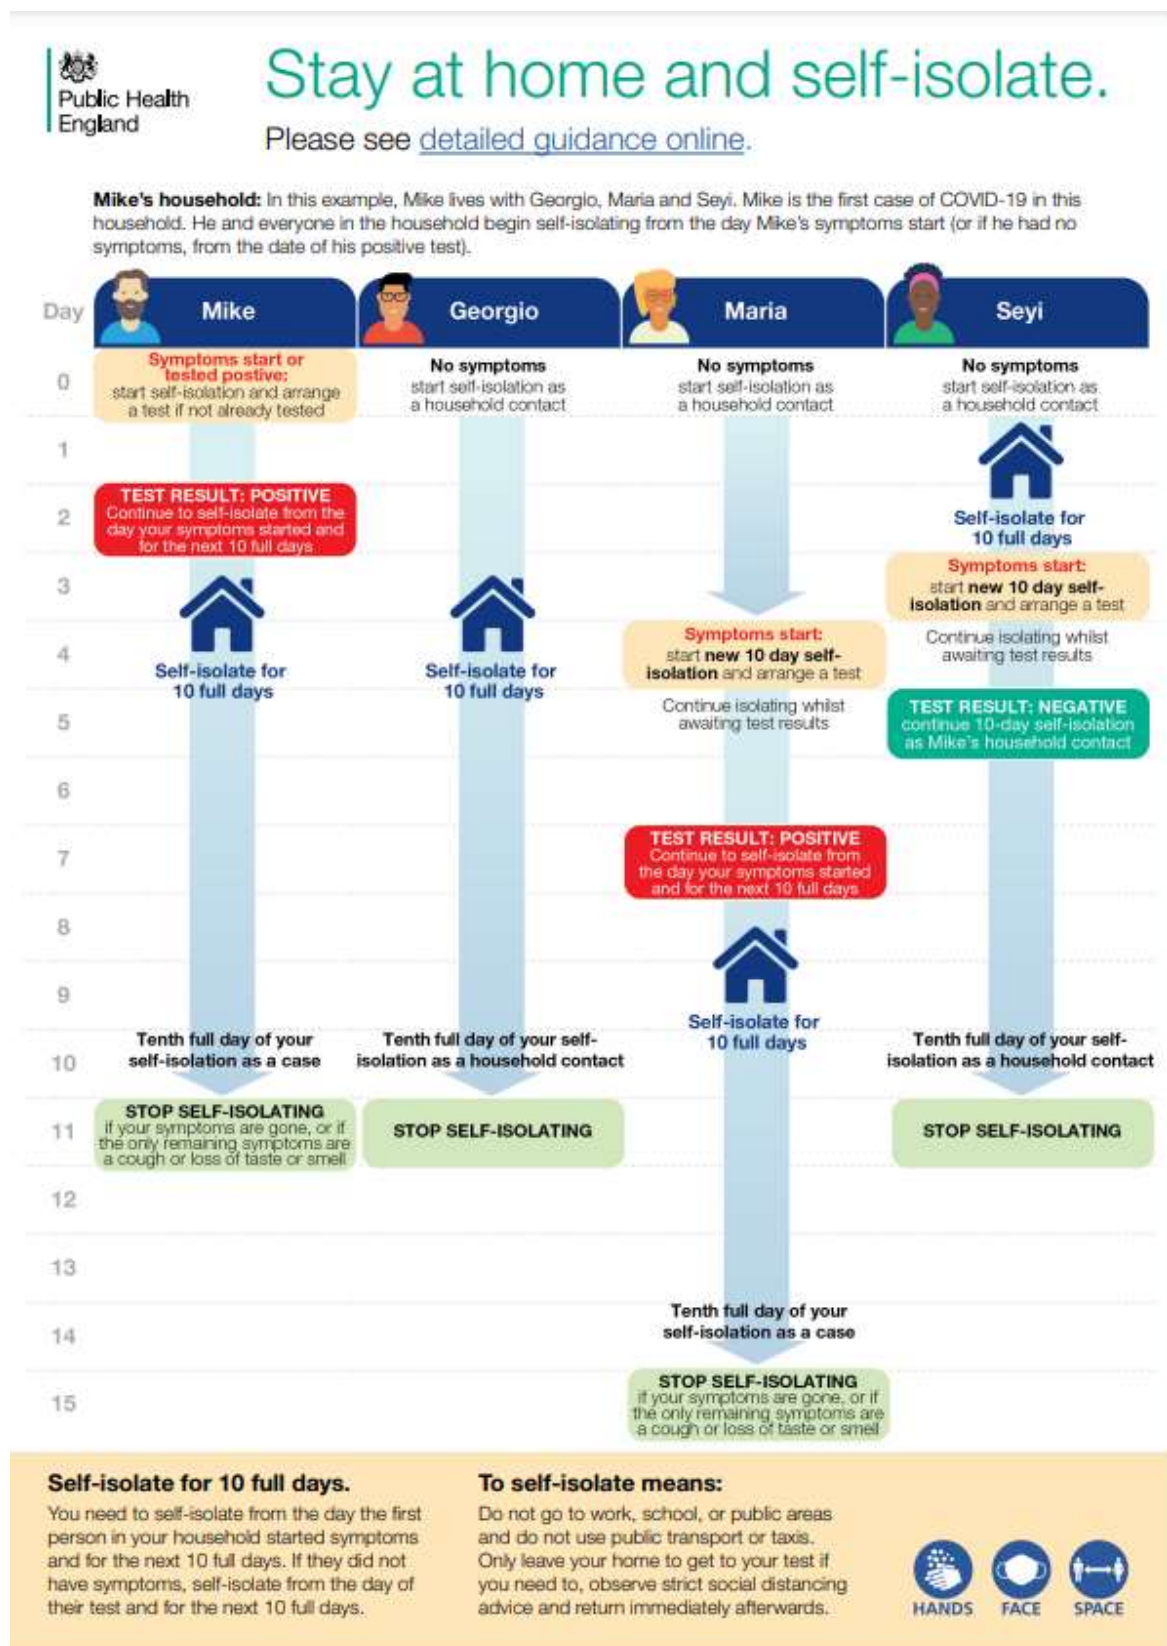 Public Health
England
Stay at home and self-isolate.
Please see detailed guidance online.
Mike's household: In this example, Mike lives with Georgio, Maria and Seyi. Mike is the first case of COVID-19 in this
household. He and everyone in the household begin self-isolating from the day Mike's symptoms start (or if he had no
symptoms, from the date of his positive test).
Day
Mike
Georgio
Maria
Seyi
0
Symptoms start or
tested postive:
start self-isolation and arrange
a test if not already tested
No symptoms
start self-isolation as
a household contact
No symptoms
start self-isolation as
a household contact
No symptoms
start self-isolation as
a household contact
1
2
TEST RESULT: POSITIVE
Continue to self-isolate from the
day your symptoms started and
for the next 10 full days
Self-isolate for
10 full days
3
Symptoms start:
start new 10 day self-
isolation and arrange a test
4
Self-isolate for
10 full days
Self-isolate for
10 full days
Symptoms start:
start new 10 day self-
isolation and arrange a test
Continue isolating whilst
awaiting test results
5
Continue isolating whilst
awaiting test results
TEST RESULT: NEGATIVE
continue 10-day self-isolation
as Mike's household contact
6
7
TEST RESULT: POSITIVE
Continue to self-isolate from
the day your symptoms started
and for the next 10 full days
8
9
Self-isolate for
10 full days
10
Tenth full day of your
self-isolation as a case
Tenth full day of your self-
isolation as a household contact
Tenth full day of your self-
isolation as a household contact
11
STOP SELF-ISOLATING
if your symptoms are gone, or if
the only remaining symptoms are
a cough or loss of taste or smell
STOP SELF-ISOLATING
STOP SELF-ISOLATING
12
13
14
Tenth full day of your
self-isolation as a case
15
STOP SELF-ISOLATING
if your symptoms are gone, or if
the only remaining symptoms are
a cough or loss of taste or smell
Self-isolate for 10 full days.
You need to self-isolate from the day the first
person in your household started symptoms
and for the next 10 full days. If they did not
have symptoms, self-isolate from the day of
their test and for the next 10 full days.
To self-isolate means:
Do not go to work, school, or public areas
and do not use public transport or taxis.
Only leave your home to get to your test if
you need to, observe strict social distancing
advice and return immediately afterwards.
HANDS
FACE
SPACE